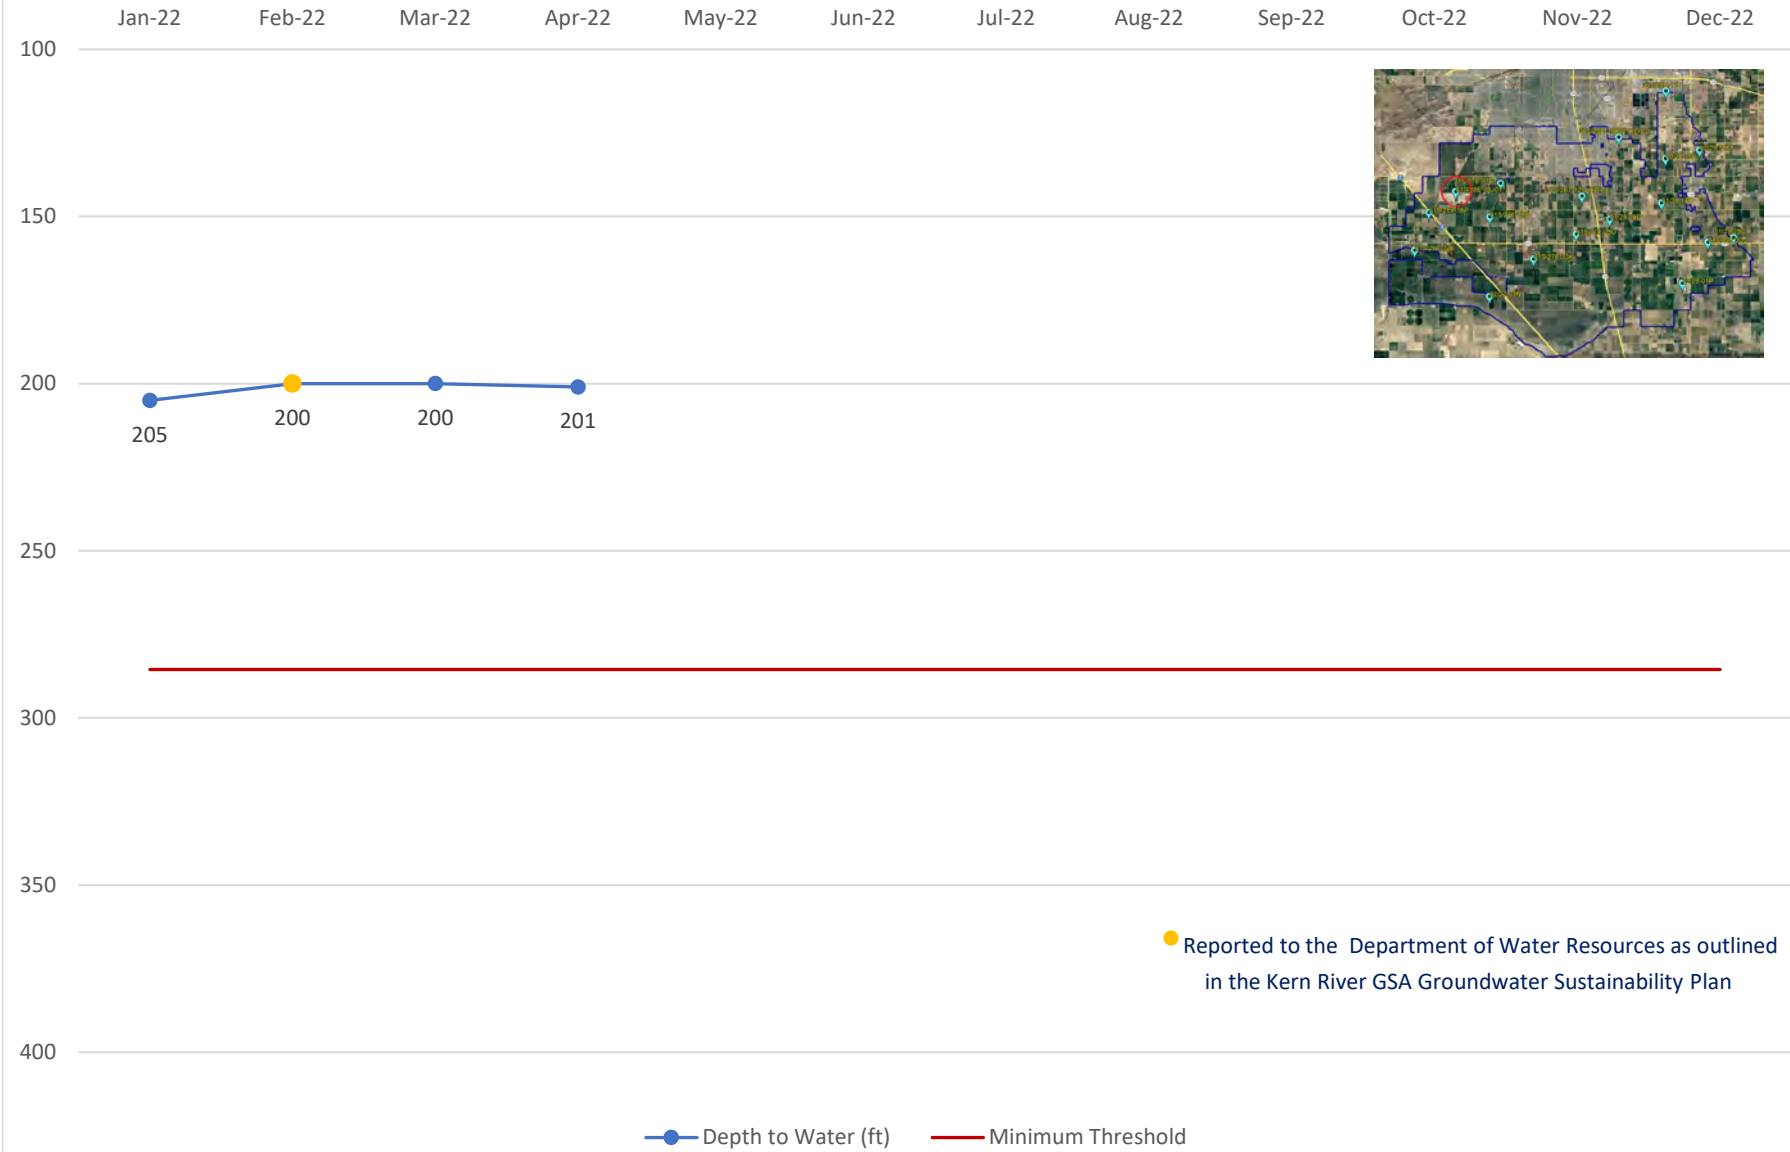 Jan-22 Feb-22 Mar-22 Apr-22 May-22 Jun-22 Jul-22 Aug-22 Sep-22 Oct-22 Nov-22 Dec-22
100
150
200
205 200 200 201
250
300
350
Reported to the Department of Water Resources as outlined
in the Kern River GSA Groundwater Sustainability Plan
400
Depth to Water (ft) Minimum Threshold